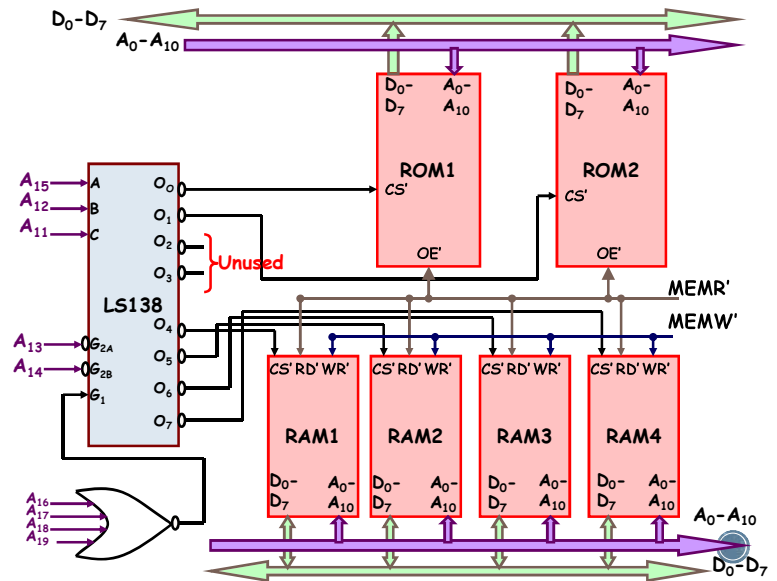 D₀-D₇
A₀-A₁₀
D₀-
D₇
A₀-
A₁₀
ROM1
CS'
OE'
D₀-
D₇
A₀-
A₁₀
ROM2
CS'
OE'
A₁₅
A₁₂
A₁₁
A
B
C
O₀
O₁
O₂
O₃
Unused
LS138
A₁₃
A₁₄
G₂A
G₂B
G₁
O₄
O₅
O₆
O₇
MEMR'
MEMW'
CS' RD' WR'
RAM1
D₀-
D₇
A₀-
A₁₀
CS' RD' WR'
RAM2
D₀-
D₇
A₀-
A₁₀
CS' RD' WR'
RAM3
D₀-
D₇
A₀-
A₁₀
CS' RD' WR'
RAM4
D₀-
D₇
A₀-
A₁₀
A₁₆
A₁₇
A₁₈
A₁₉
A₀-A₁₀
D₀-D₇